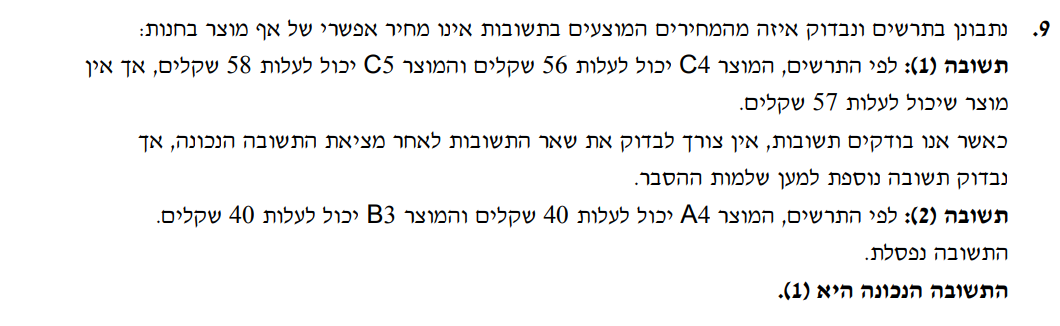 9. נתבונן בתרשים ונבדוק איזה מהמחירים המוצעים בתשובות אינו מחיר אפשרי של אף מוצר בחנות:
תשובה (1): לפי התרשים, המוצר C4 יכול לעלות 56 שקלים והמוצר C5 יכול לעלות 58 שקלים, אך אין
מוצר שיכול לעלות 57 שקלים.
כאשר אנו בודקים תשובות, אין צורך לבדוק את שאר התשובות לאחר מציאת התשובה הנכונה, אך
נבדוק תשובה נוספת למען שלמות ההסבר.
תשובה (2): לפי התרשים, המוצר A4 יכול לעלות 40 שקלים והמוצר B3 יכול לעלות 40 שקלים.
התשובה נפסלת.
התשובה הנכונה היא (1).